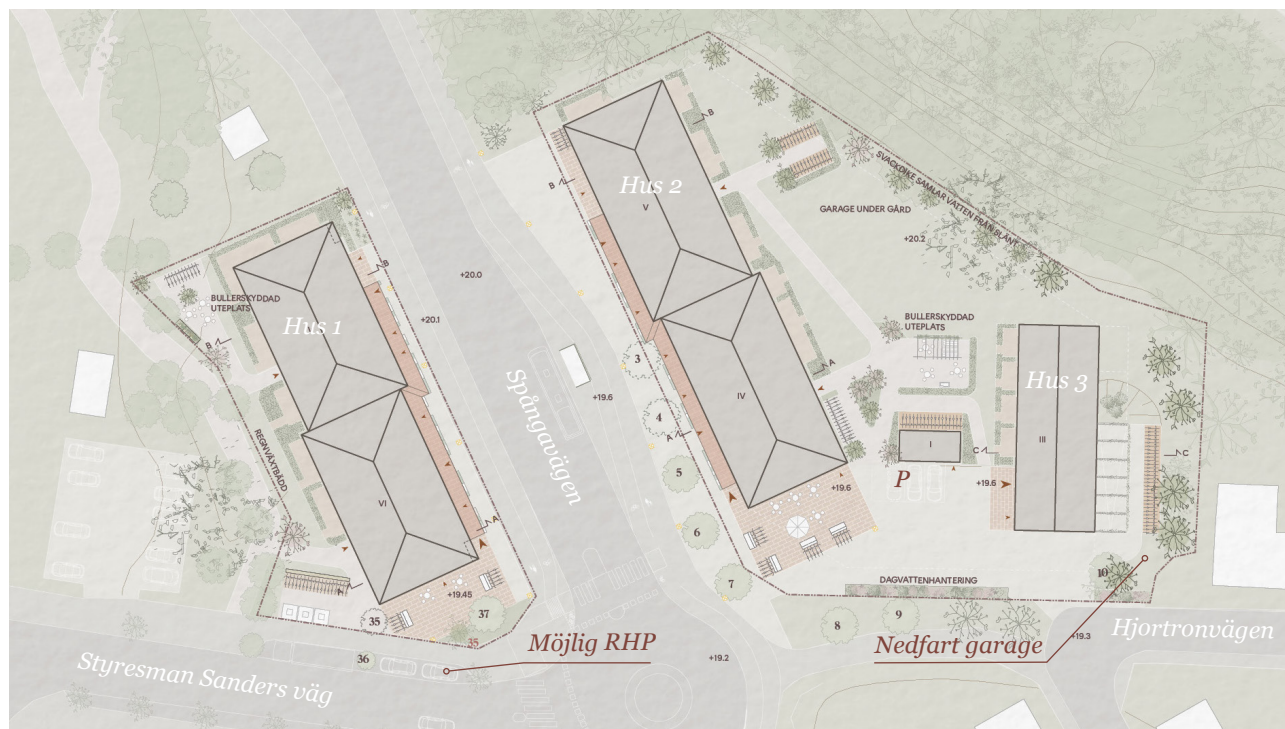 Hus 2
V
B
B
SVACKDIKE SAMLAR VATTEN FRÅN SLÄNT
GARAGE UNDER GÅRD
+20.2
+20.0
+20.1
B
BULLERSKYDDAD
UTEPLATS
Hus 1
B
BULLERSKYDDAD
UTEPLATS
3
A
Hus 3
Spångavägen
+19.6
IV
4
A
REGNVÄXTBÄDD
5
I
III
C
C
P
+19.6
+19.6
VI
6
A
7
DAGVATTENHANTERING
10
A
+19.45
35
37
35
8
9
Möjlig RHP
36
+19.2
Nedfart garage
+19.3
Hjortronvägen
Styresman Sanders väg